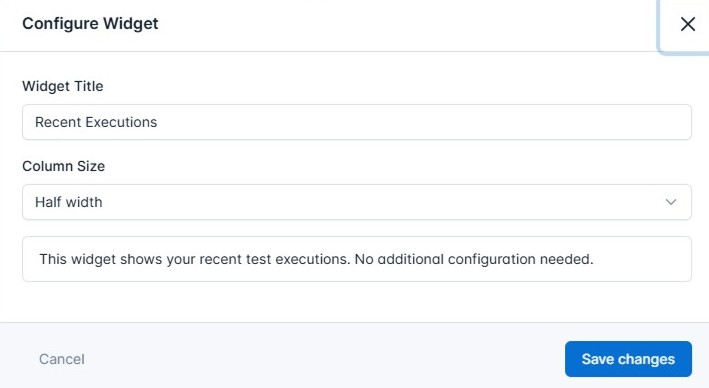 Configure Widget
Widget Title
Recent Executions
Column Size
Half width
This widget shows your recent test executions. No additional configuration needed.
Cancel
Save changes